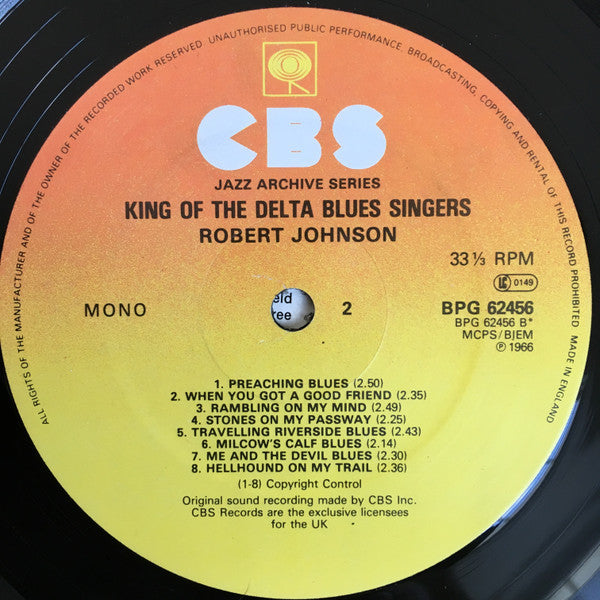 ALL RIGHTS OF THE MANUFACTURER AND OF THE OWNER OF THE RECORDED WORK RESERVED. UNAUTHORISED PUBLIC PERFORMANCE, BROADCASTING, COPYING AND RENTAL OF THIS RECORD PROHIBITED. MADE IN ENGLAND
CBS
JAZZ ARCHIVE SERIES
KING OF THE DELTA BLUES SINGERS
ROBERT JOHNSON
33⅓ RPM
LC 0149
MONO
eld
ree
2
BPG 62456
BPG 62456 B*
MCPS/BJEM
℗ 1966
1. PREACHING BLUES (2.50)
2. WHEN YOU GOT A GOOD FRIEND (2.35)
3. RAMBLING ON MY MIND (2.49)
4. STONES ON MY PASSWAY (2.25)
5. TRAVELLING RIVERSIDE BLUES (2.43)
6. MILCOW'S CALF BLUES (2.14)
7. ME AND THE DEVIL BLUES (2.30)
8. HELLHOUND ON MY TRAIL (2.36)
(1-8) Copyright Control
Original sound recording made by CBS Inc.
CBS Records are the exclusive licensees
for the UK